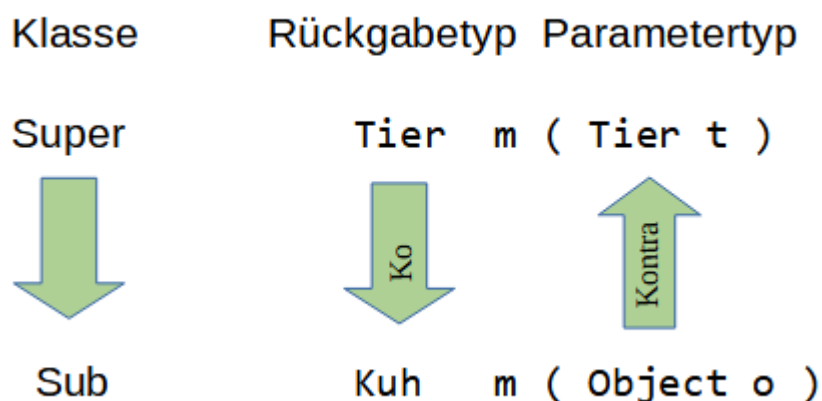 Klasse Rückgabetyp Parametertyp
Super Tier m ( Tier t )
Ko Kontra
Sub Kuh m ( Object o )